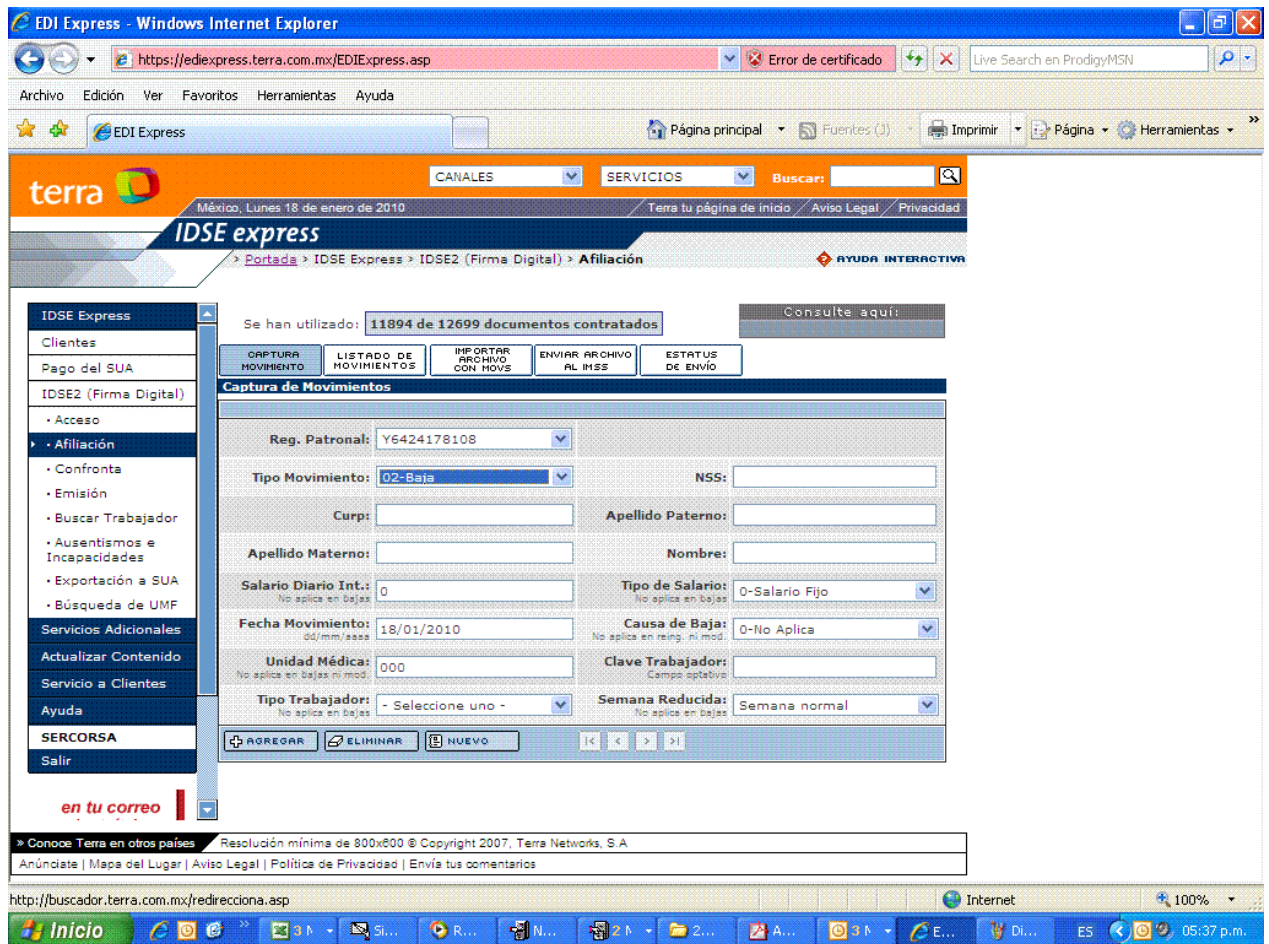 EDI Express - Windows Internet Explorer
https://ediexpress.terra.com.mx/EDIExpress.asp Error de certificado Live Search en ProdigyMSN
Archivo Edición Ver Favoritos Herramientas Ayuda
EDI Express Página principal Fuentes (J) Imprimir Página Herramientas
terra CANALES SERVICIOS Buscar:
México, Lunes 18 de enero de 2010 Terra tu página de inicio Aviso Legal Privacidad
IDSE express
> Portada > IDSE Express > IDSE2 (Firma Digital) > Afiliación AYUDA INTERACTIVA
IDSE Express
Clientes
Pago del SUA
IDSE2 (Firma Digital)
· Acceso
· Afiliación
· Confronta
· Emisión
· Buscar Trabajador
· Ausentismos e
Incapacidades
· Exportación a SUA
· Búsqueda de UMF
Servicios Adicionales
Actualizar Contenido
Servicio a Clientes
Ayuda
SERCORSA
Salir
en tu correo
Se han utilizado: 11894 de 12699 documentos contratados
Consulte aquí:
CAPTURA MOVIMIENTO
LISTADO DE MOVIMIENTOS
IMPORTAR ARCHIVO CON MOVS
ENVIAR ARCHIVO AL IMSS
ESTATUS DE ENVÍO
Captura de Movimientos
Reg. Patronal: Y6424178108
Tipo Movimiento: 02-Baja NSS:
Curp: Apellido Paterno:
Apellido Materno: Nombre:
Salario Diario Int.: 0 Tipo de Salario: 0-Salario Fijo
No aplica en bajas No aplica en bajas
Fecha Movimiento: 18/01/2010 Causa de Baja: 0-No Aplica
dd/mm/aaaa No aplica en reing. ni mod.
Unidad Médica: 000 Clave Trabajador:
No aplica en bajas ni mod. Campo optativo
Tipo Trabajador: - Seleccione uno - Semana Reducida: Semana normal
No aplica en bajas No aplica en bajas
AGREGAR ELIMINAR NUEVO
» Conoce Terra en otros países Resolución mínima de 800x600 © Copyright 2007, Terra Networks, S.A
Anúnciate | Mapa del Lugar | Aviso Legal | Política de Privacidad | Envía tus comentarios
http://buscador.terra.com.mx/redirecciona.asp Internet 100%
Inicio 3 N Si... R... N... 2 N 2... A... 3 N E... Di... ES 05:37 p.m.